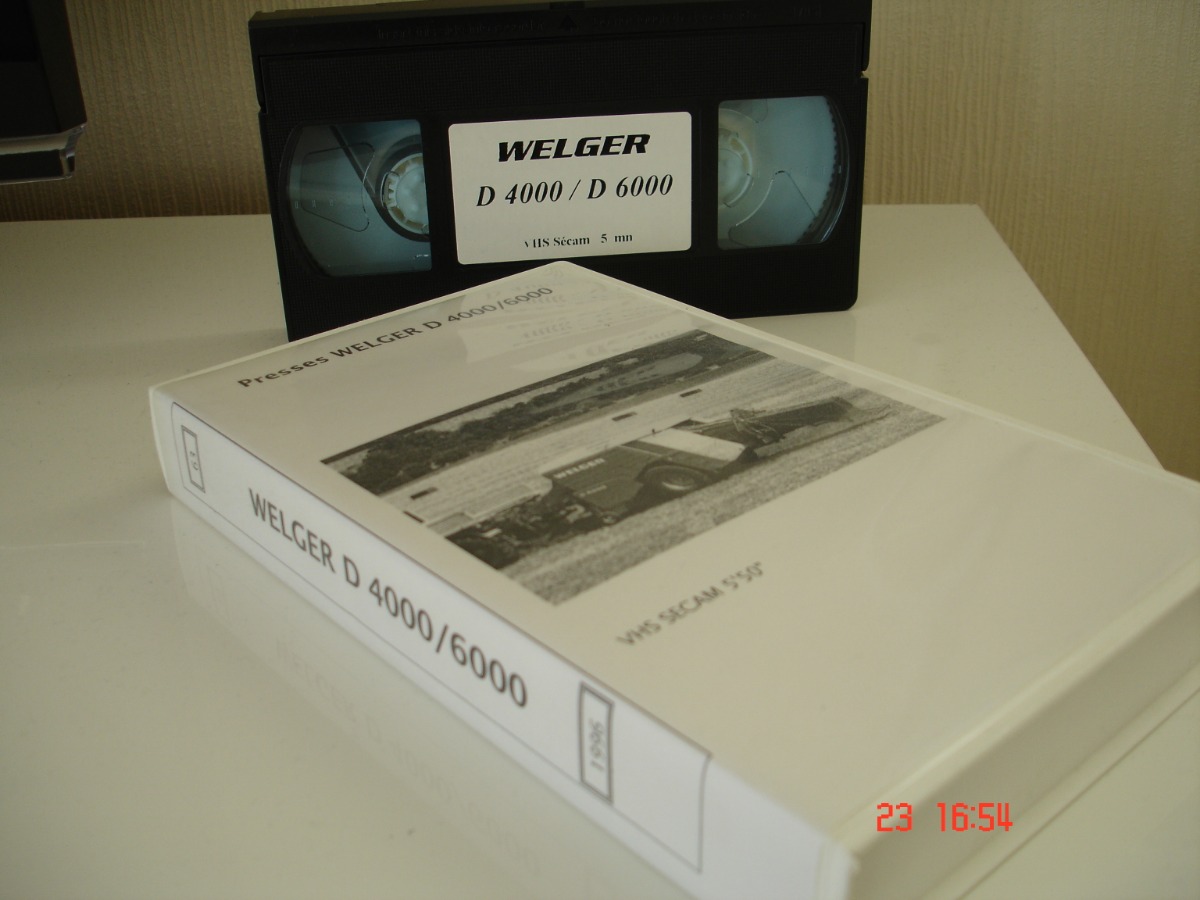 WELGER
D 4000 / D 6000
VHS Sécam 5 mn
Presses WELGER D 4000/6000
WELGER
VHS SECAM 5'50"
WELGER D 4000/6000
1996
23 16:54